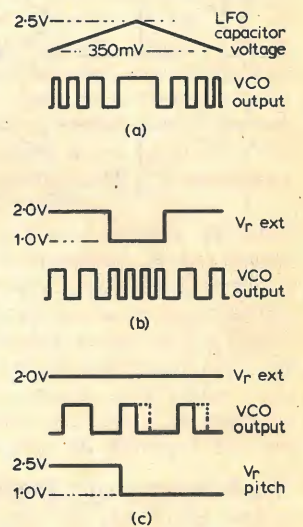 2·5V
LFO
capacitor
voltage
350mV
VCO
output
(a)
2·0V
Vr ext
1·0V
VCO
output
(b)
2·0V
Vr ext
VCO
output
2·5V
Vr
pitch
1·0V
(c)